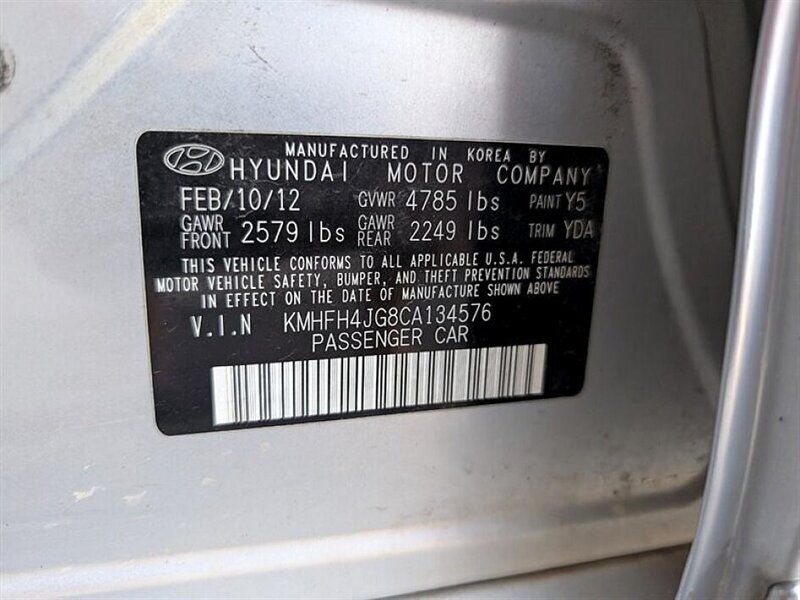 MANUFACTURED IN KOREA BY
HYUNDAI MOTOR COMPANY
FEB/10/12 GVWR 4785 lbs PAINT Y5
GAWR FRONT 2579 lbs GAWR REAR 2249 lbs TRIM YDA
THIS VEHICLE CONFORMS TO ALL APPLICABLE U.S.A. FEDERAL
MOTOR VEHICLE SAFETY, BUMPER, AND THEFT PREVENTION STANDARDS
IN EFFECT ON THE DATE OF MANUFACTURE SHOWN ABOVE
V.I.N KMHFH4JG8CA134576
PASSENGER CAR